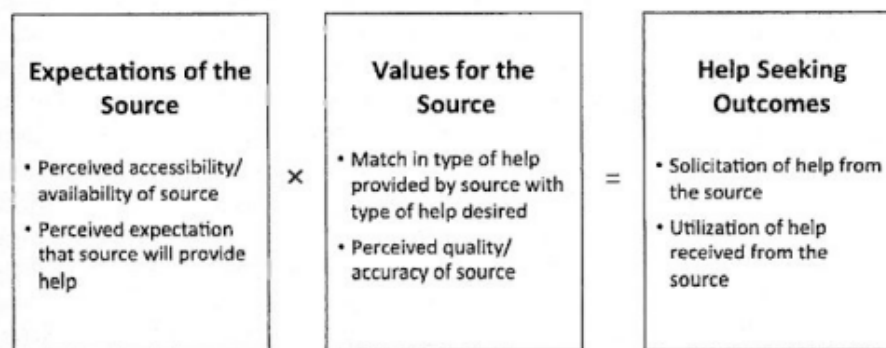 Expectations of the
Source
• Perceived accessibility/
availability of source
• Perceived expectation
that source will provide
help
×
Values for the
Source
• Match in type of help
provided by source with
type of help desired
• Perceived quality/
accuracy of source
=
Help Seeking
Outcomes
• Solicitation of help from
the source
• Utilization of help
received from the
source